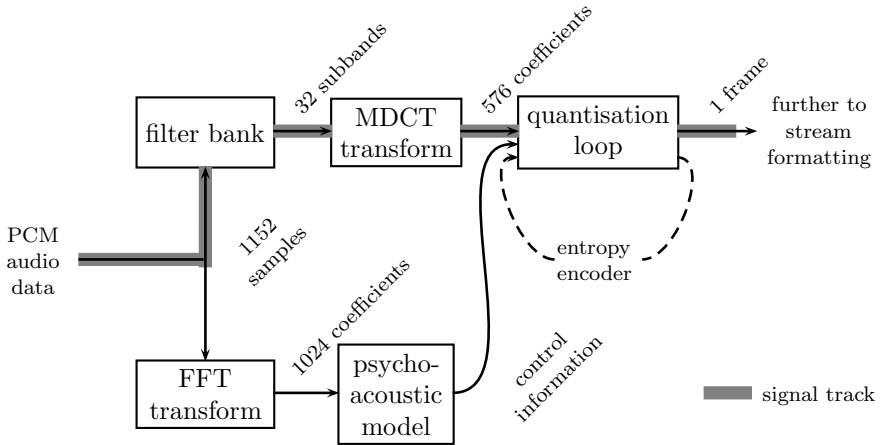 32 subbands
576 coefficients
1 frame
filter bank
MDCT
transform
quantisation
loop
further to
stream
formatting
PCM
audio
data
1152
samples
entropy
encoder
1024 coefficients
FFT
transform
psycho-
acoustic
model
control
information
signal track